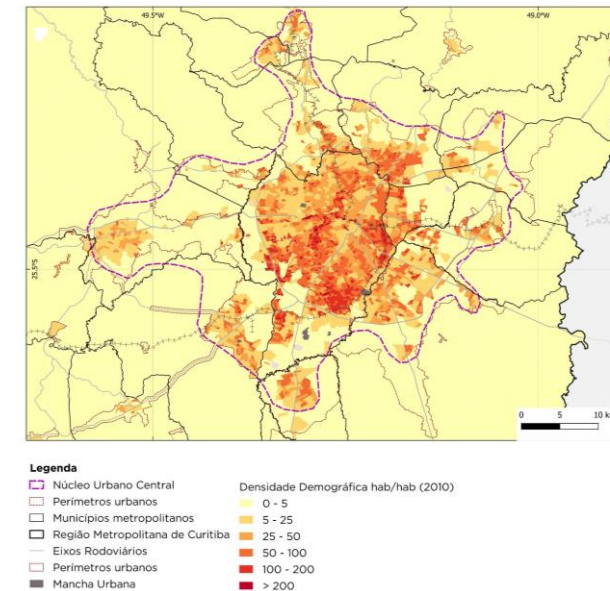 49.5°W
49.0°W
25.5°S
0 5 10 k
Legenda
Núcleo Urbano Central
Perímetros urbanos
Municípios metropolitanos
Região Metropolitana de Curitiba
Eixos Rodoviários
Perímetros urbanos
Mancha Urbana
Densidade Demográfica hab/hab (2010)
0 - 5
5 - 25
25 - 50
50 - 100
100 - 200
> 200